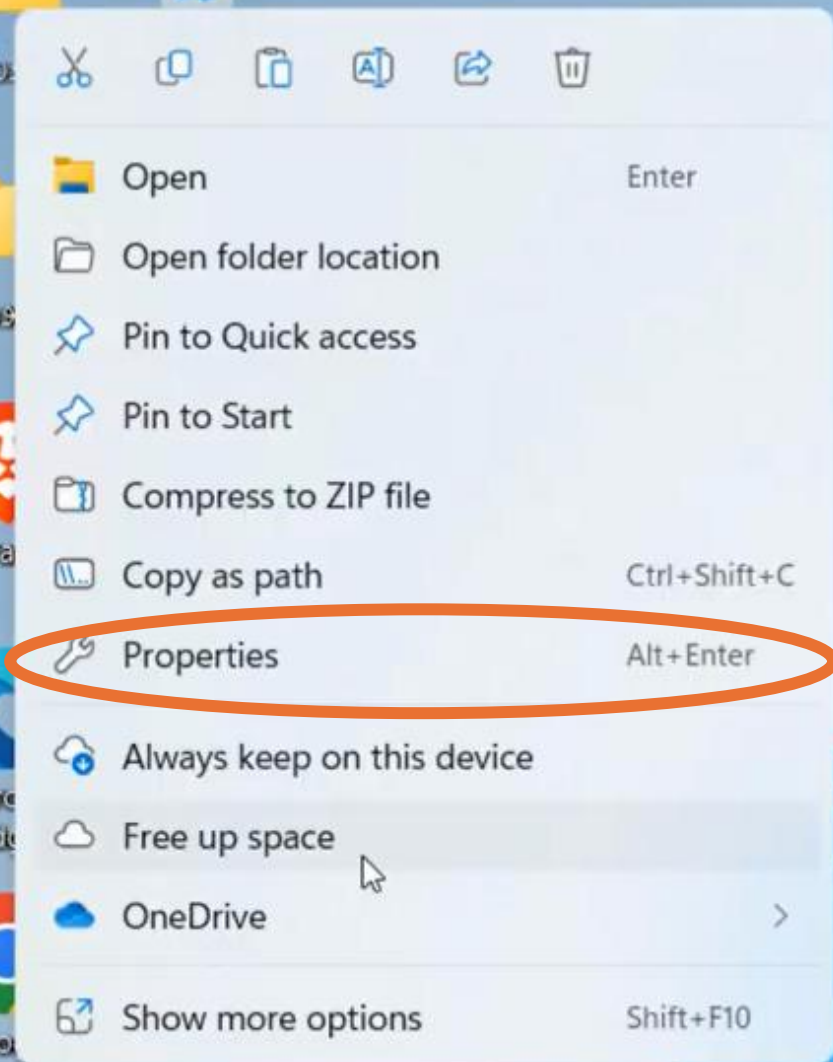 Open Enter
Open folder location
Pin to Quick access
Pin to Start
Compress to ZIP file
Copy as path Ctrl+Shift+C
Properties Alt+Enter
Always keep on this device
Free up space
OneDrive
Show more options Shift+F10